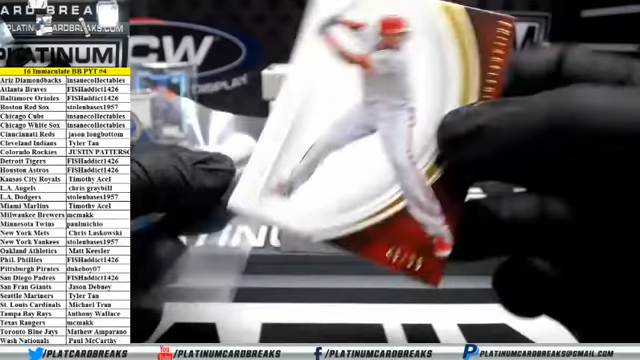 CARD BREAK
PLATINUMCARDBREAKS.C
PLATINUM
16 Immaculate BB PYT #4
Ariz Diamondbacks insanecollectables
Atlanta Braves FISHaddict1426
Baltimore Orioles FISHaddict1426
Boston Red Sox stolenbases1957
Chicago Cubs insanecollectables
Chicago White Sox insanecollectables
Cinncinnati Reds jason longbottom
Cleveland Indians Tyler Tan
Colorado Rockies JUSTIN PATTERSO
Detroit Tigers FISHaddict1426
Houston Astros FISHaddict1426
Kansas City Royals Timothy Acel
L.A. Angels chris graybill
L.A. Dodgers stolenbases1957
Miami Marlins Timothy Acel
Milwaukee Brewers mcmakk
Minnesota Twins paulmichio
New York Mets Chris Laskowski
New York Yankees stolenbases1957
Oakland Athletics Matt Keesler
Phil. Phillies FISHaddict1426
Pittsburgh Pirates dukeboy07
San Diego Padres FISHaddict1426
San Fran Giants Jason Debney
Seattle Mariners Tyler Tan
St. Louis Cardinals Michael Tran
Tampa Bay Rays Anthony Wallace
Texas Rangers mcmakk
Toronto Blue Jays Mathew Amparano
Wash Nationals Paul McCarthy
CW
DISPLAY
/PLATCARDBREAKS
/PLATINUMCARDBREAKS
/PLATINUMCARDBREAKS
PLATINUMCARDBREAKS@GMAIL.COM